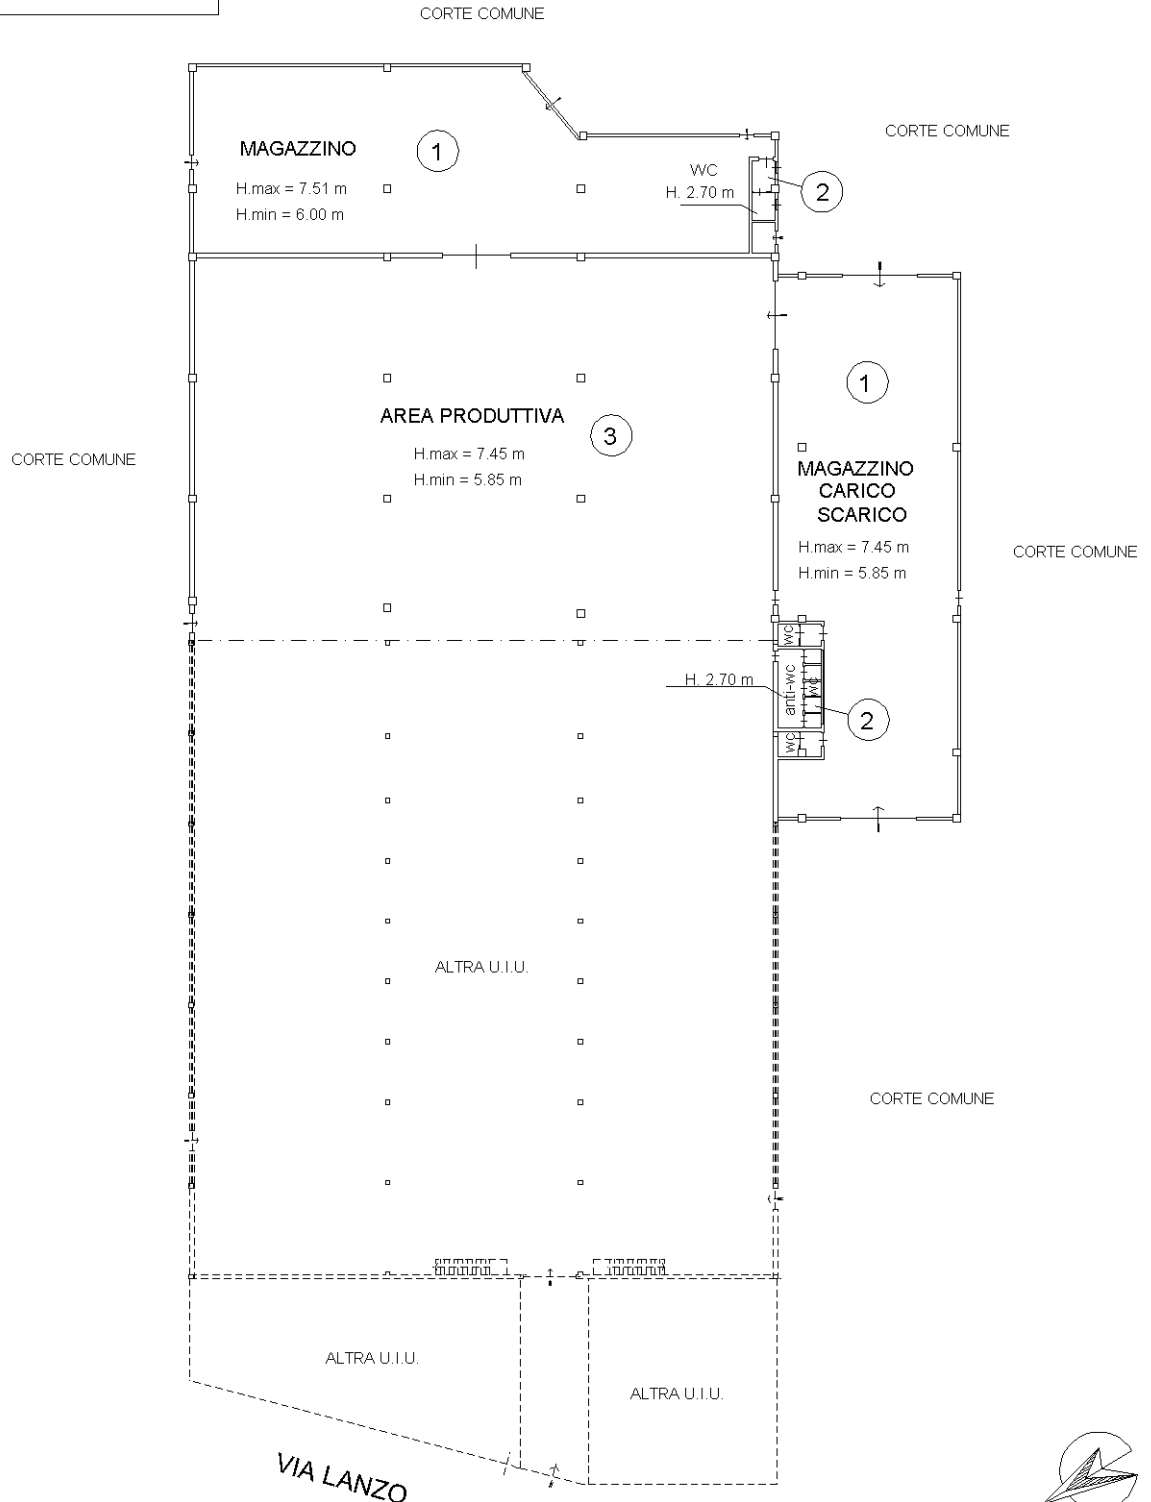 CORTE COMUNE
CORTE COMUNE
MAGAZZINO
1
H.max = 7.51 m
H.min = 6.00 m
WC
H. 2.70 m
2
1
AREA PRODUTTIVA
3
H.max = 7.45 m
H.min = 5.85 m
CORTE COMUNE
MAGAZZINO
CARICO
SCARICO
H.max = 7.45 m
H.min = 5.85 m
CORTE COMUNE
WC
H. 2.70 m
anti-wc
WC
2
WC
ALTRA U.I.U.
CORTE COMUNE
ALTRA U.I.U.
ALTRA U.I.U.
VIA LANZO